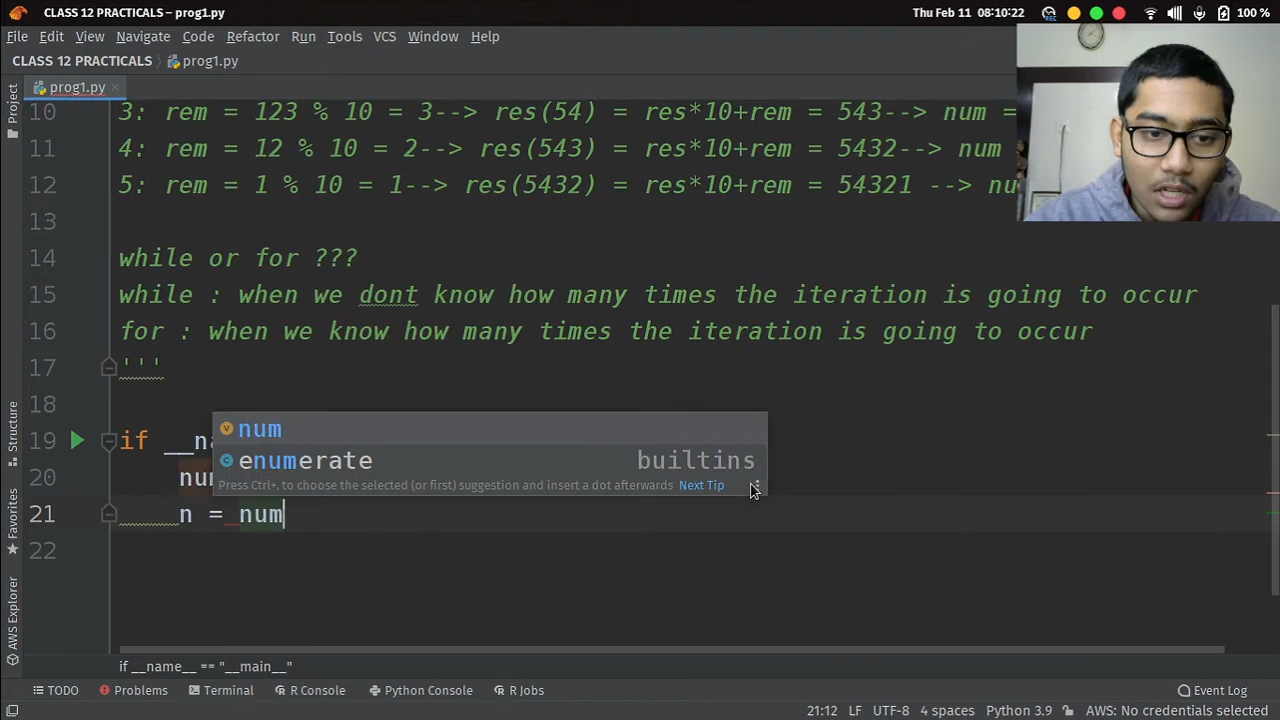 CLASS 12 PRACTICALS – prog1.py
Thu Feb 11 08:10:22
REC
100 %
File Edit View Navigate Code Refactor Run Tools VCS Window Help
CLASS 12 PRACTICALS
prog1.py
prog1.py
Project
10 3: rem = 123 % 10 = 3--> res(54) = res*10+rem = 543--> num =
11 4: rem = 12 % 10 = 2--> res(543) = res*10+rem = 5432--> num
12 5: rem = 1 % 10 = 1--> res(5432) = res*10+rem = 54321 --> nu
13
14 while or for ???
15 while : when we dont know how many times the iteration is going to occur
16 for : when we know how many times the iteration is going to occur
17 '''
18
19 if __na
num
enumerate builtins
Press Ctrl+. to choose the selected (or first) suggestion and insert a dot afterwards Next Tip
20 num
21 n = num
22
Structure
Favorites
AWS Explorer
if __name__ == "__main__"
TODO Problems Terminal R Console Python Console R Jobs Event Log
21:12 LF UTF-8 4 spaces Python 3.9 AWS: No credentials selected